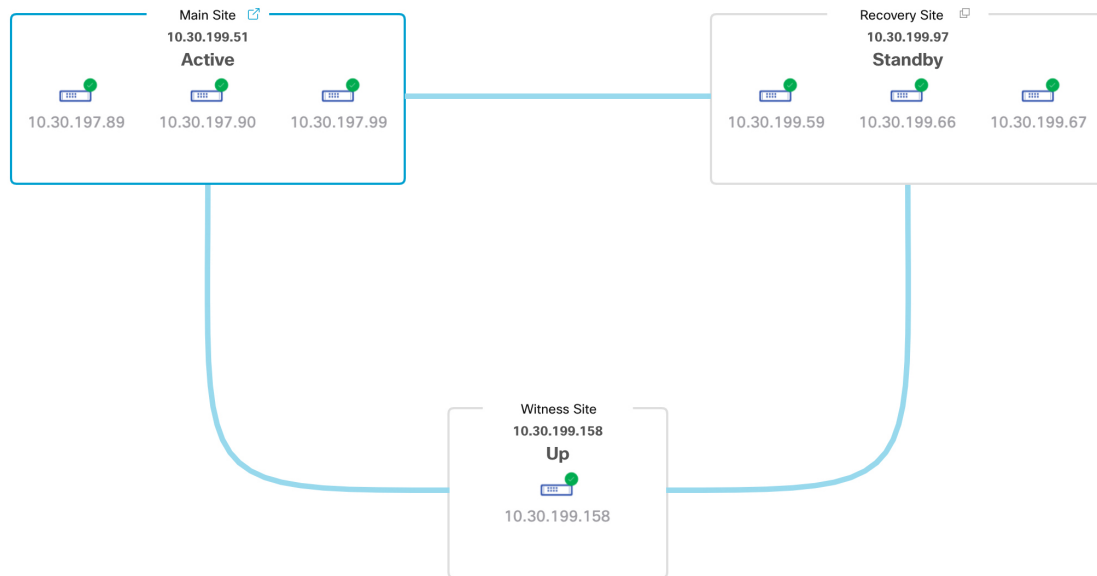 Main Site
10.30.199.51
Active
10.30.197.89
10.30.197.90
10.30.197.99
Recovery Site
10.30.199.97
Standby
10.30.199.59
10.30.199.66
10.30.199.67
Witness Site
10.30.199.158
Up
10.30.199.158